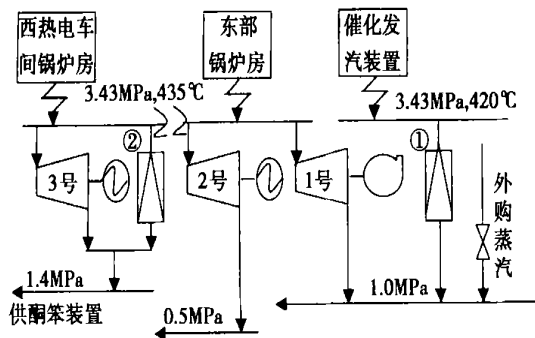 西热电车
间锅炉房
东部
锅炉房
催化发
汽装置
3.43MPa,435℃
3.43MPa,420℃
②
①
3号
2号
1号
外购蒸汽
1.4MPa
供酮笨装置
0.5MPa
1.0MPa